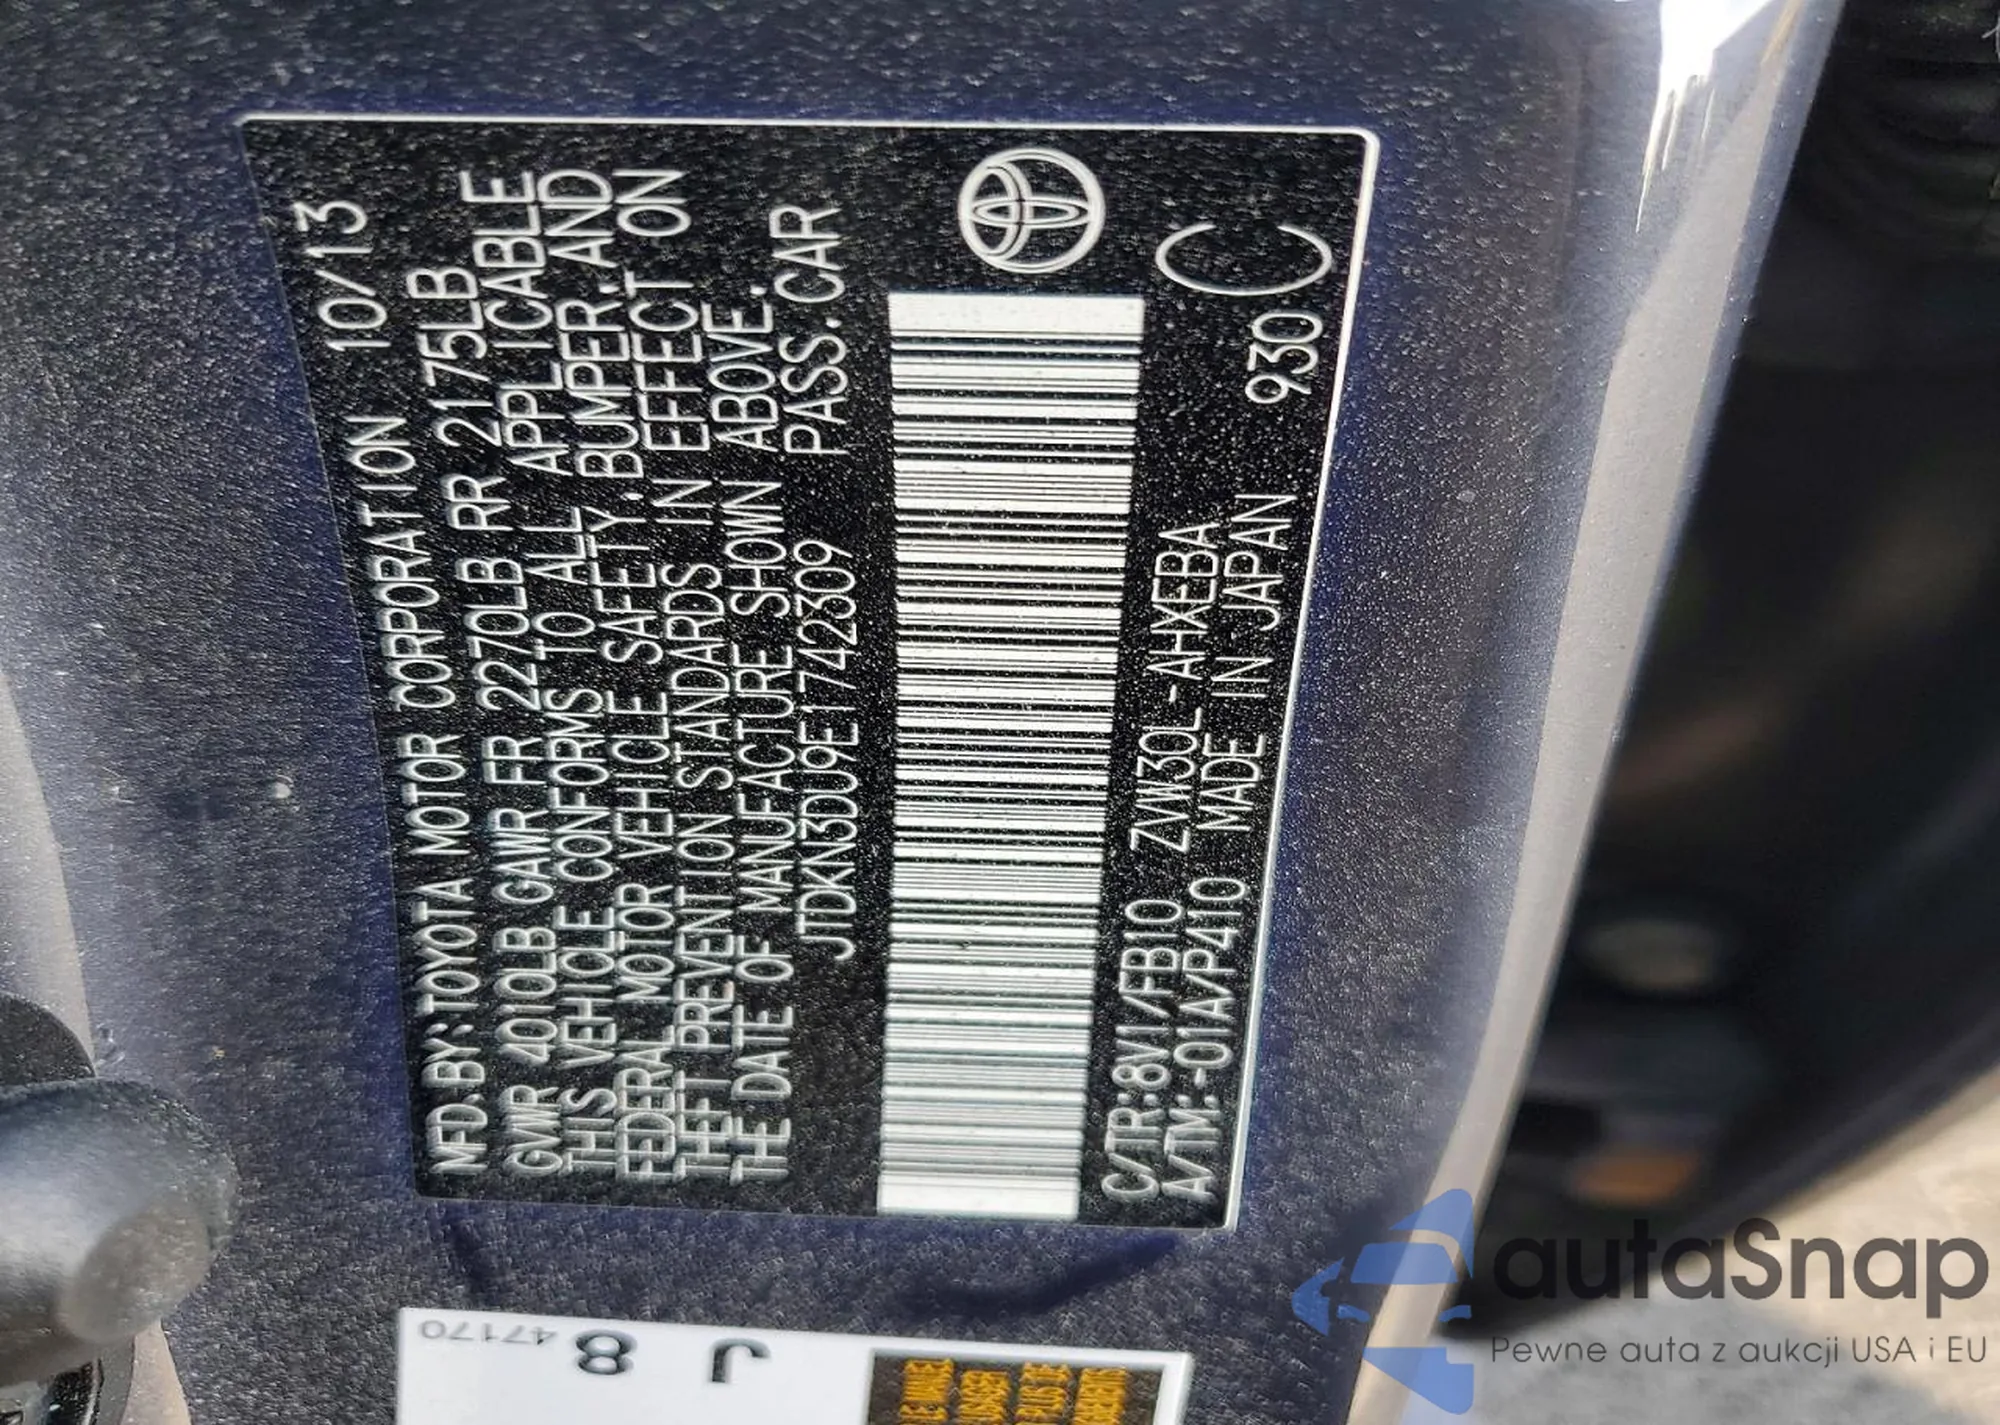 MFD.BY:TOYOTA MOTOR CORPORATION 10/13
GVWR 4010LB GAWR FR 2270LB RR 2175LB
THIS VEHICLE CONFORMS TO ALL APPLICABLE
FEDERAL MOTOR VEHICLE SAFETY,BUMPER,AND
THEFT PREVENTION STANDARDS IN EFFECT ON
THE DATE OF MANUFACTURE SHOWN ABOVE.
JTDKN3DU9E1742309 PASS.CAR
C/TR:8V1/FB10 ZVW30L-AHXEBA
A/TM:-01A/P410 MADE IN JAPAN 930 C
J 8
47170
autaSnap
Pewne auta z aukcji USA i EU